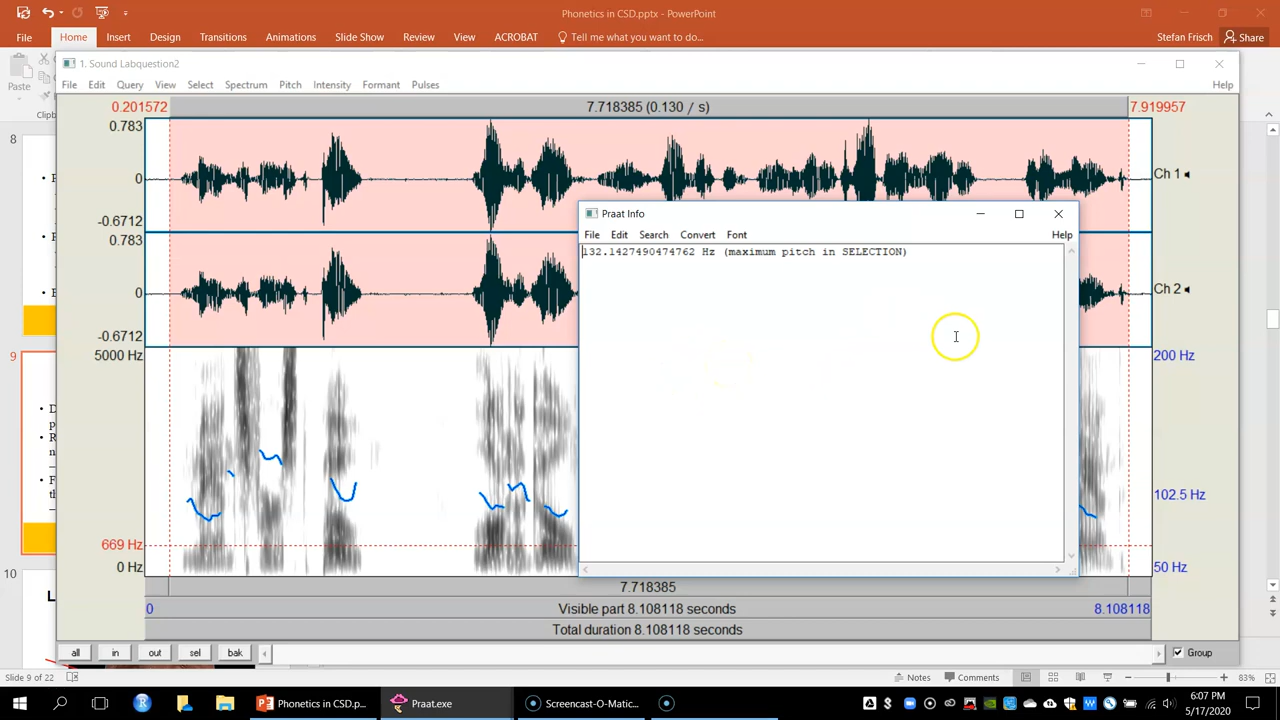 Phonetics in CSD.pptx - PowerPoint
File Home Insert Design Transitions Animations Slide Show Review View ACROBAT Tell me what you want to do... Stefan Frisch Share
1. Sound Labquestion2
File Edit Query View Select Spectrum Pitch Intensity Formant Pulses Help
Paste
Clipb
0.201572 7.718385 (0.130 / s) 7.919957
0.783
0 Ch 1
-0.6712
0.783
0 Ch 2
-0.6712
Praat Info
File Edit Search Convert Font Help
132.1427490474762 Hz (maximum pitch in SELECTION)
5000 Hz 200 Hz
102.5 Hz
669 Hz
0 Hz 50 Hz
7.718385
0 Visible part 8.108118 seconds 8.108118
Total duration 8.108118 seconds
all in out sel bak Group
8
9
10
Slide 9 of 22 Notes Comments 83%
Phonetics in CSD.p... Praat.exe Screencast-O-Matic... 6:07 PM
5/17/2020